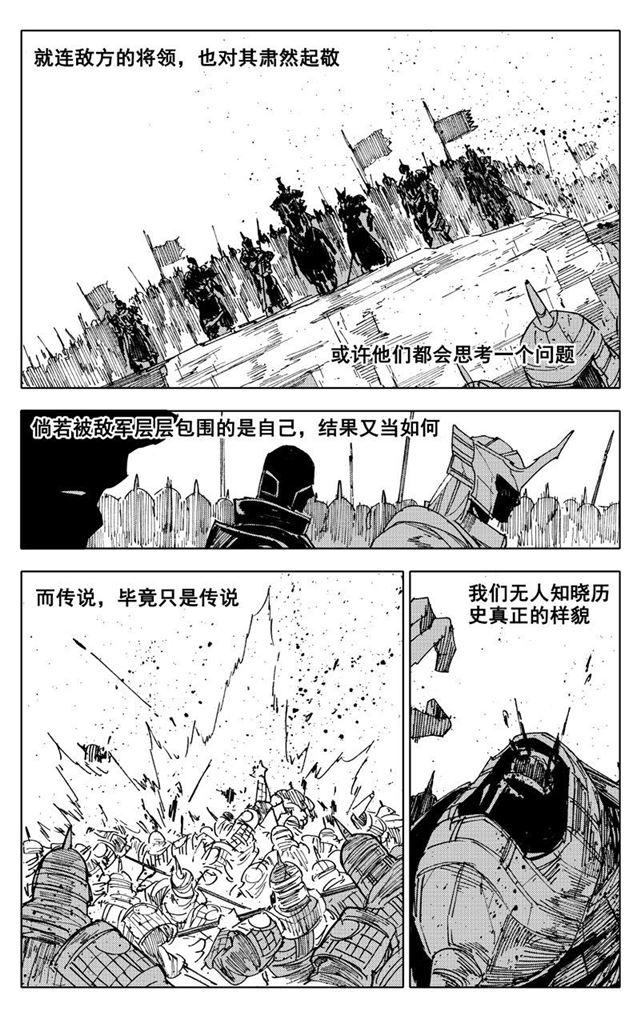 就连敌方的将领，也对其肃然起敬
或许他们都会思考一个问题
倘若被敌军层层包围的是自己，结果又当如何
而传说，毕竟只是传说
我们无人知晓历
史真正的样貌